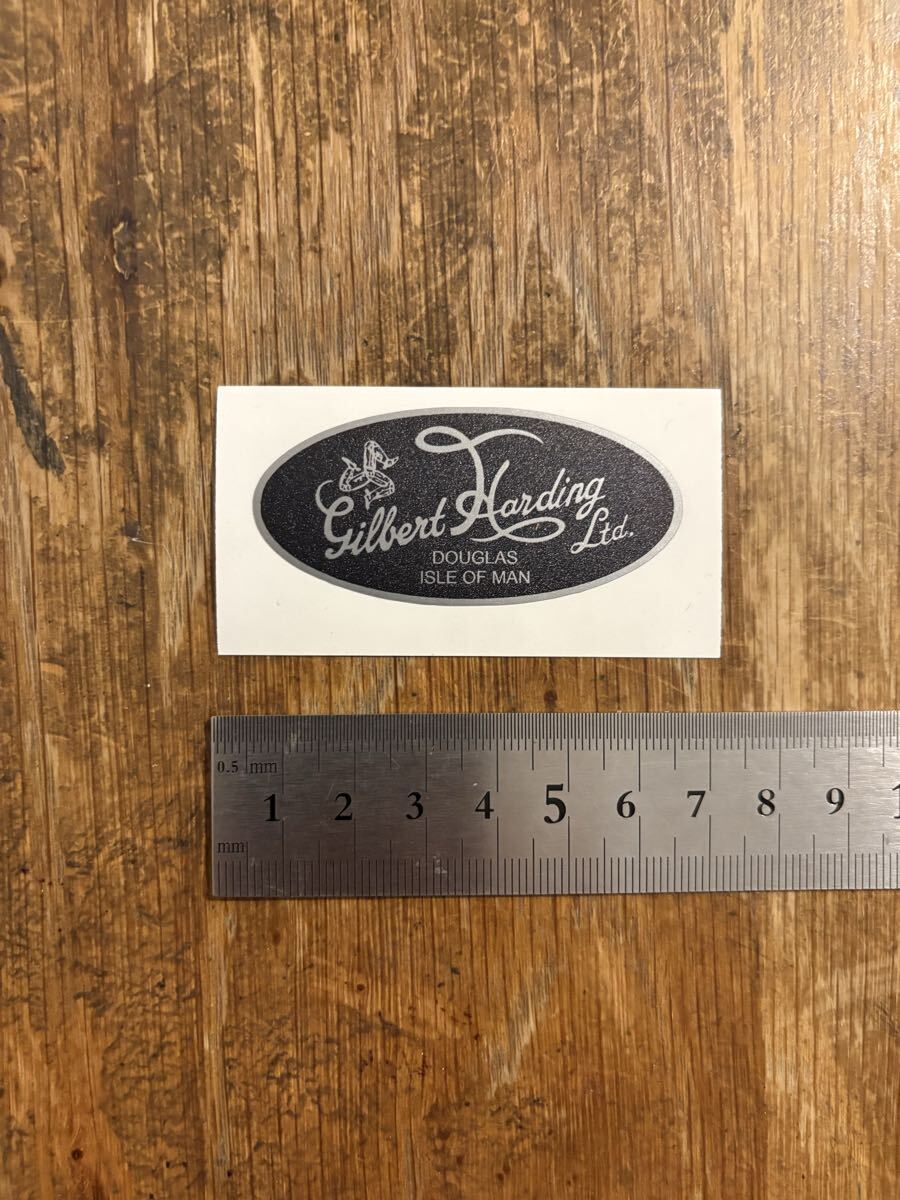 Gilbert Harding
Ltd.
DOUGLAS
ISLE OF MAN
0.5 mm
1 2 3 4 5 6 7 8 9 1
mm